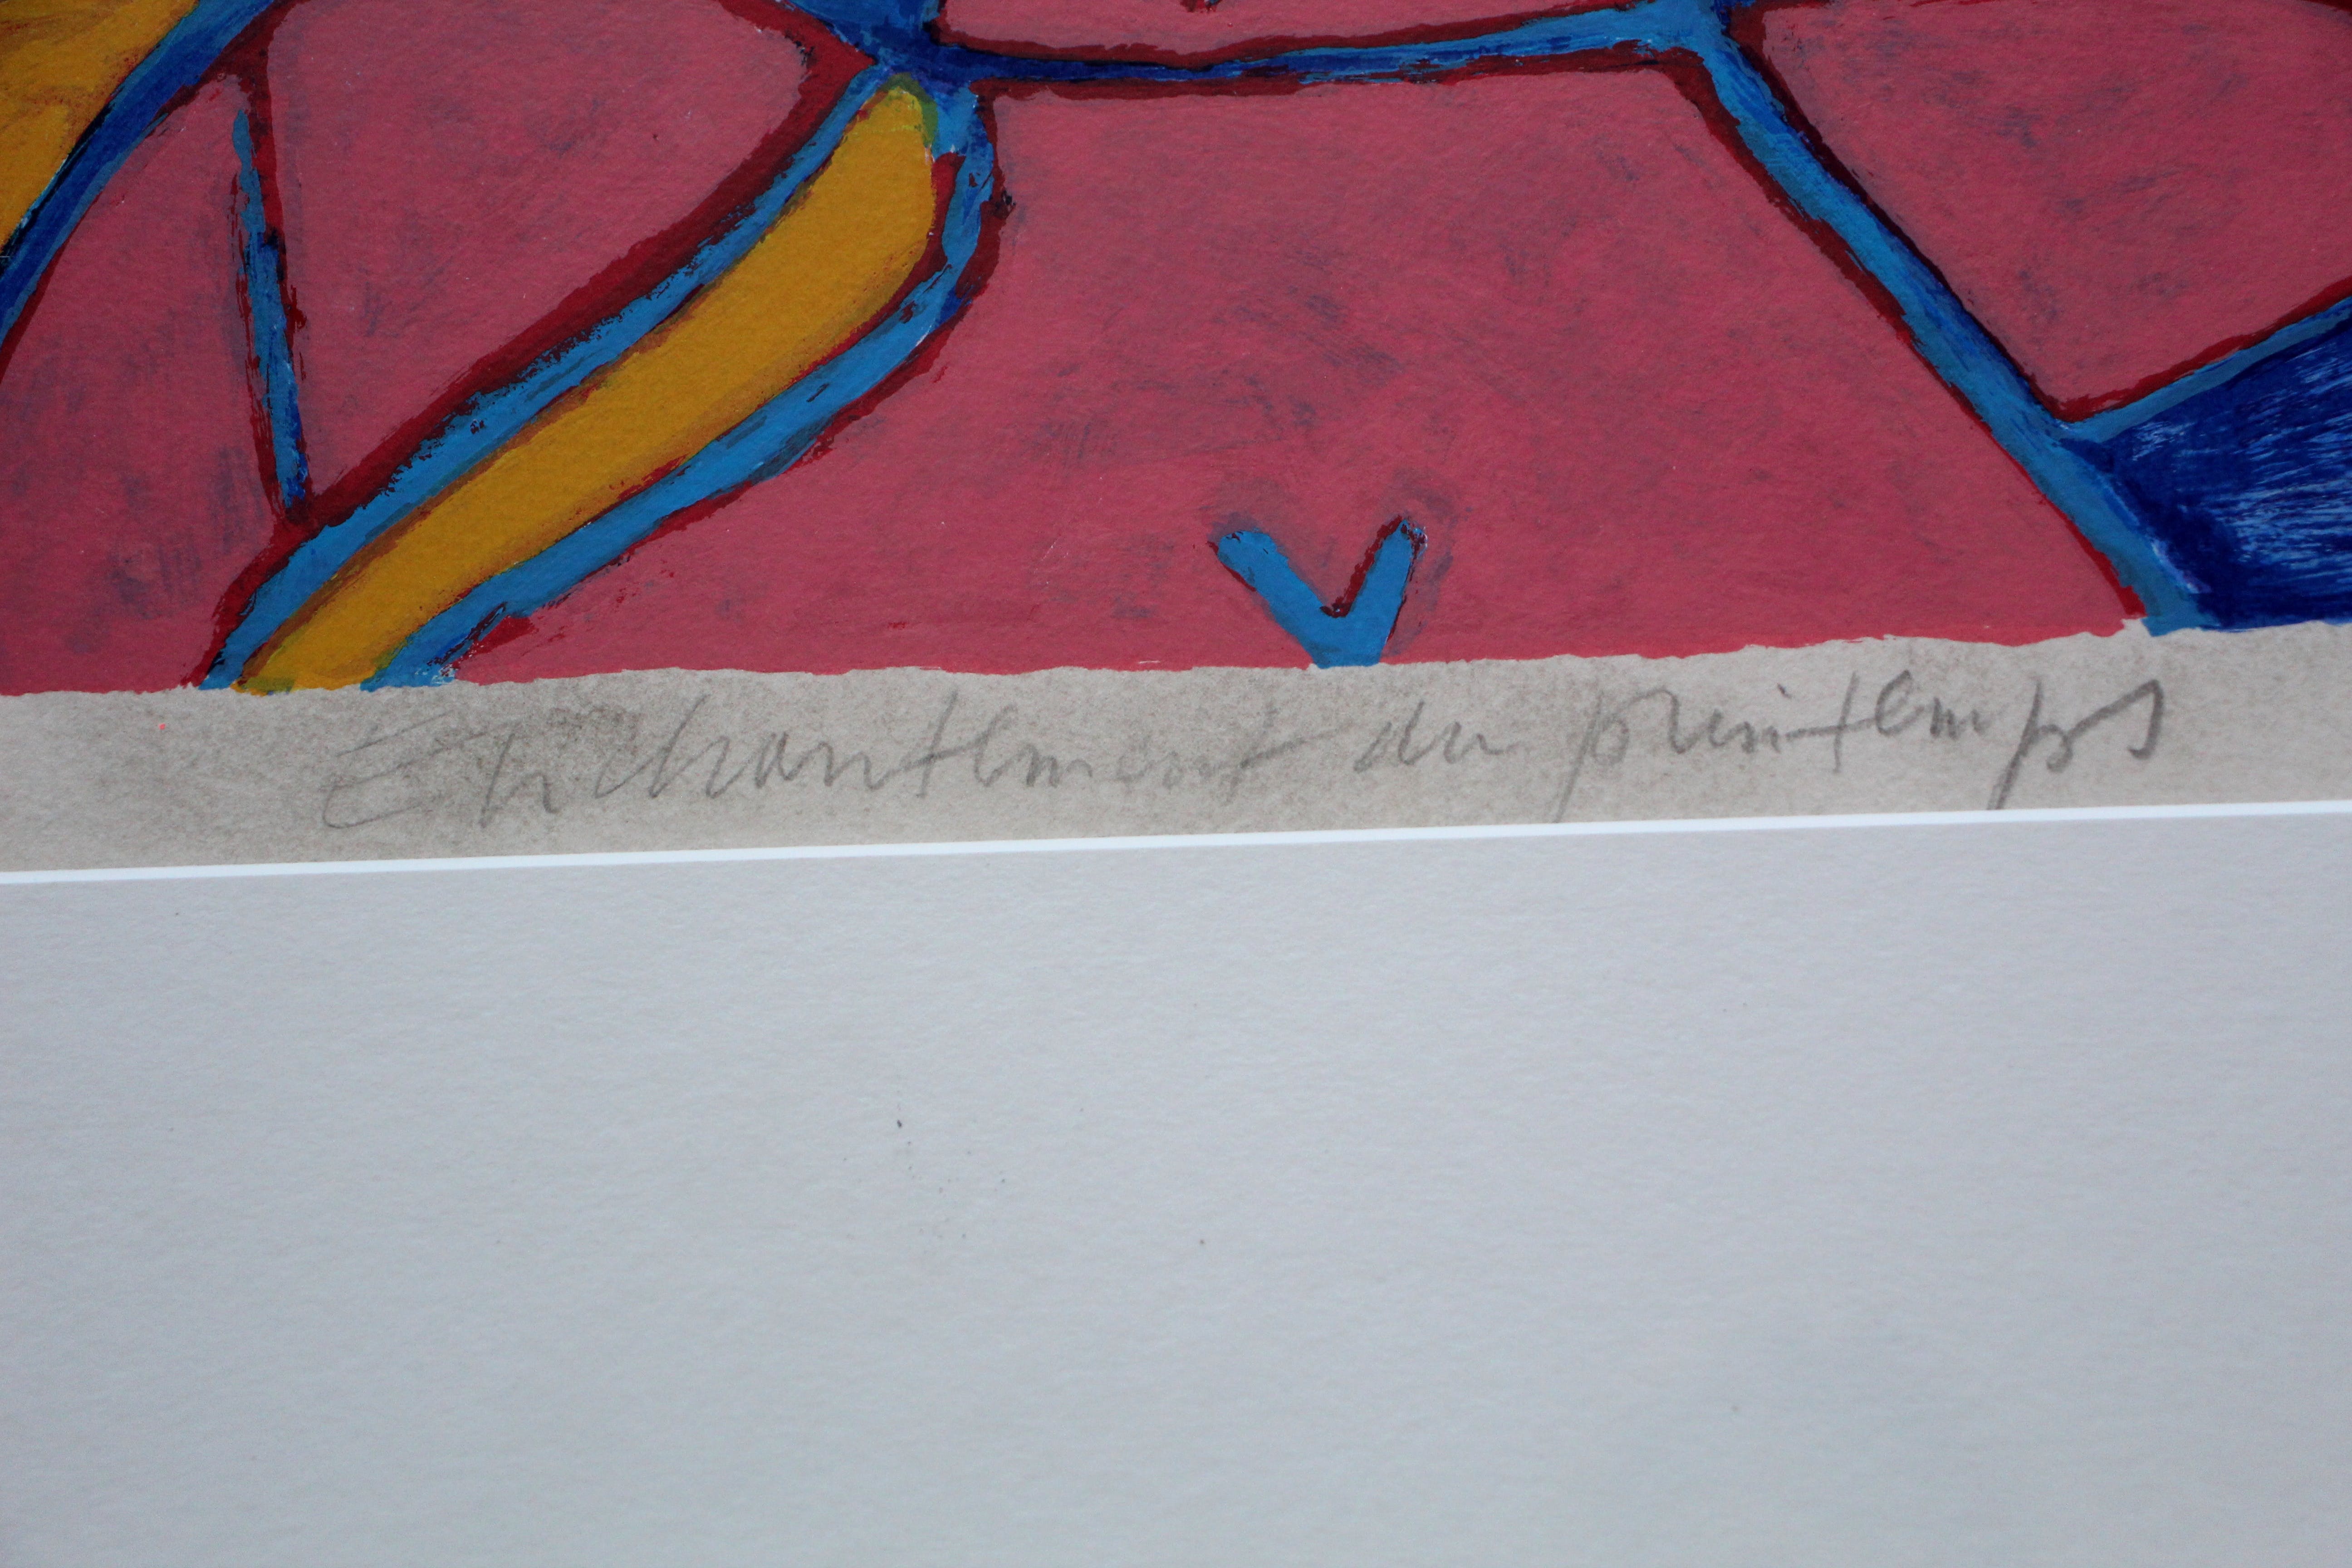 Enchantement du printemps